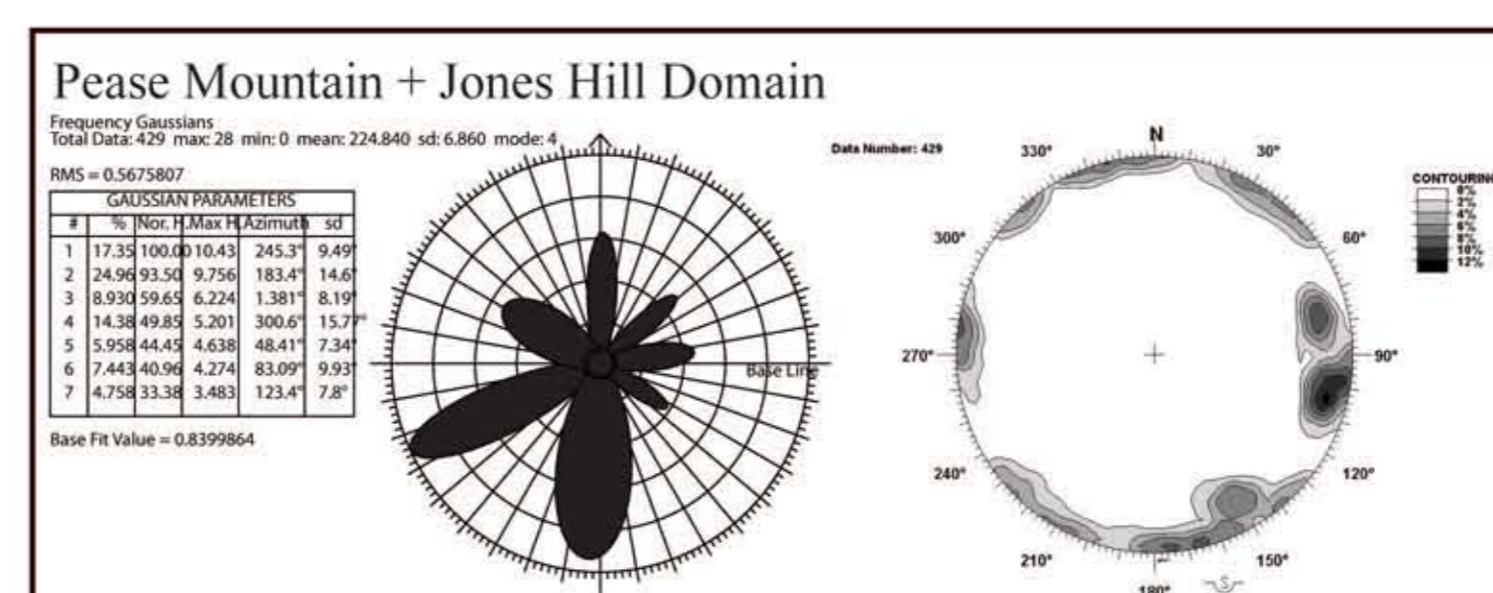 Pease Mountain + Jones Hill Domain
Frequency Gaussians
Total Data: 429 max: 28 min: 0 mean: 224.840 sd: 6.860 mode: 4
RMS = 0.5675807
GAUSSIAN PARAMETERS
# % Nor. H. Max H. Azimuth sd
1 17.35 100.00 10.43 245.3° 9.49°
2 24.96 93.50 9.756 183.4° 14.6°
3 8.930 59.65 6.224 1.381° 8.19°
4 14.38 49.85 5.201 300.6° 15.77°
5 5.958 44.45 4.638 48.41° 7.34°
6 7.443 40.96 4.274 83.09° 9.93°
7 4.758 33.38 3.483 123.4° 7.8°
Base Fit Value = 0.8399864
Base Line
Data Number: 429
N
30°
60°
90°
120°
150°
180°
210°
240°
270°
300°
330°
S
CONTOURING
0%
2%
4%
6%
8%
10%
12%